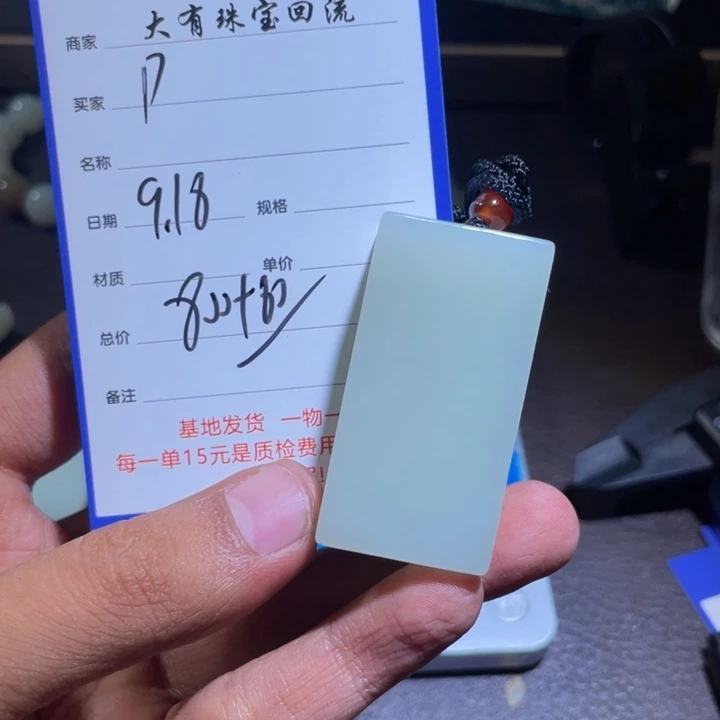 商家 大有珠宝回流
买家
名称
日期 9.18 规格
材质 单价
总价
备注
基地发货 一物一
每一单15元是质检费用